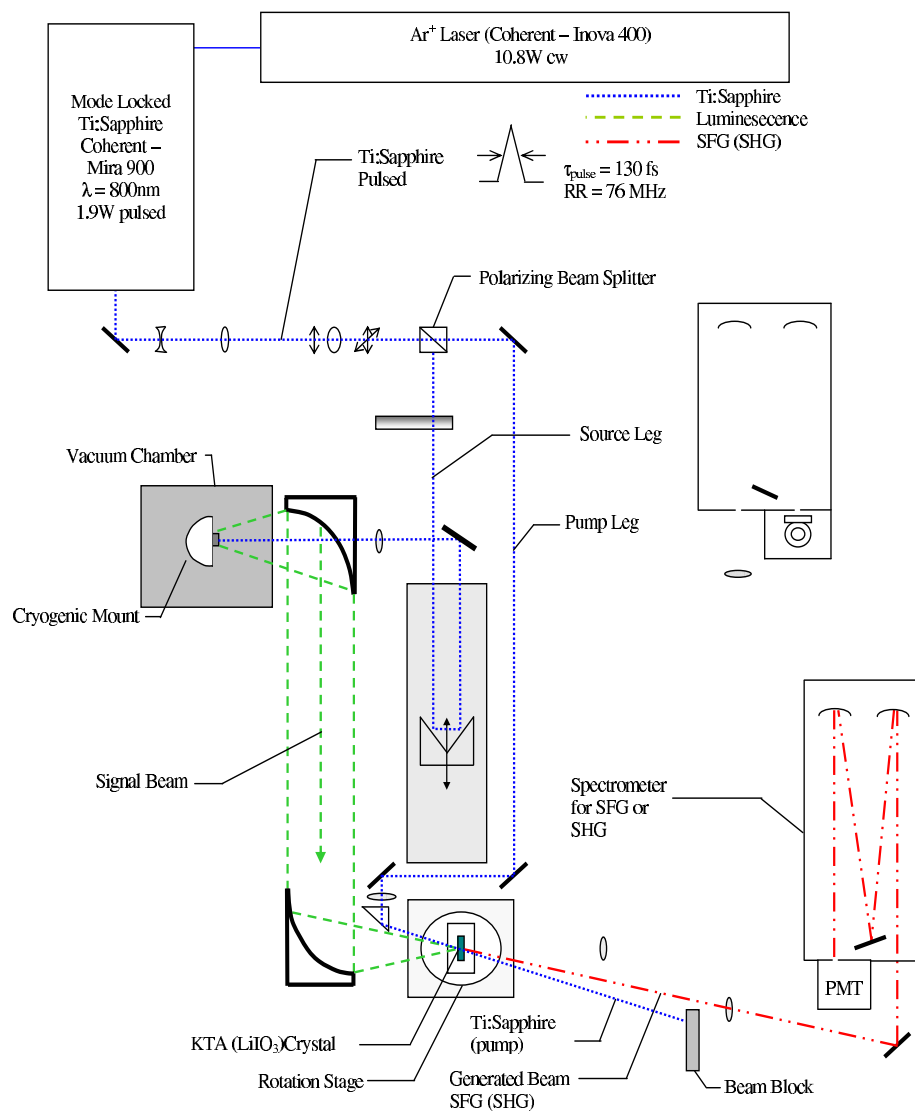 Ar+ Laser (Coherent – Inova 400)
10.8W cw
Mode Locked
Ti:Sapphire
Coherent –
Mira 900
λ = 800nm
1.9W pulsed
Ti:Sapphire
Luminesecence
SFG (SHG)
Ti:Sapphire
Pulsed
τpulse = 130 fs
RR = 76 MHz
Polarizing Beam Splitter
Source Leg
Vacuum Chamber
Pump Leg
Cryogenic Mount
Signal Beam
Spectrometer
for SFG or
SHG
PMT
KTA (LiIO3)Crystal
Ti:Sapphire
(pump)
Rotation Stage
Generated Beam
SFG (SHG)
Beam Block